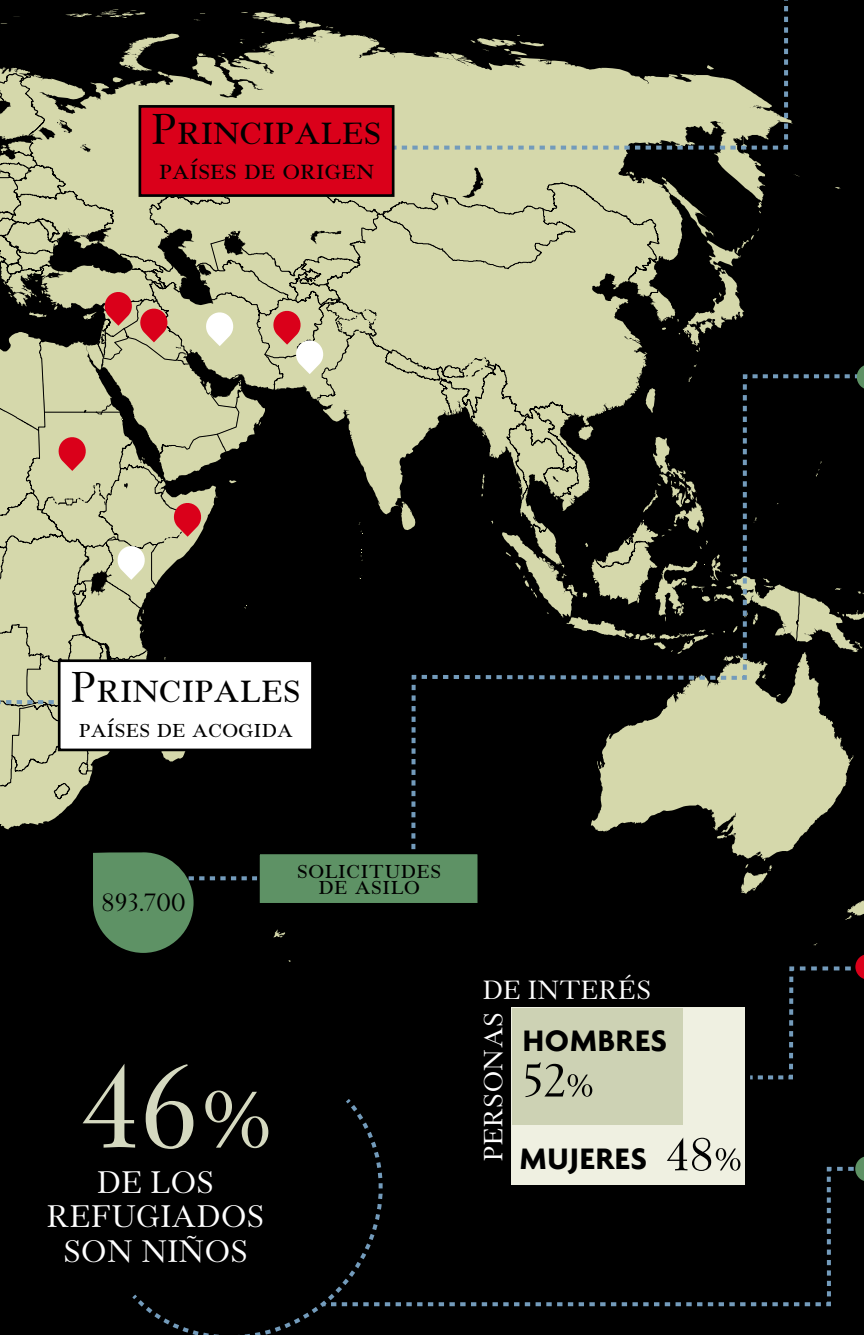 PRINCIPALES
PAÍSES DE ORIGEN
PRINCIPALES
PAÍSES DE ACOGIDA
SOLICITUDES
DE ASILO
893.700
DE INTERÉS
PERSONAS
HOMBRES
52%
MUJERES 48%
46%
DE LOS
REFUGIADOS
SON NIÑOS